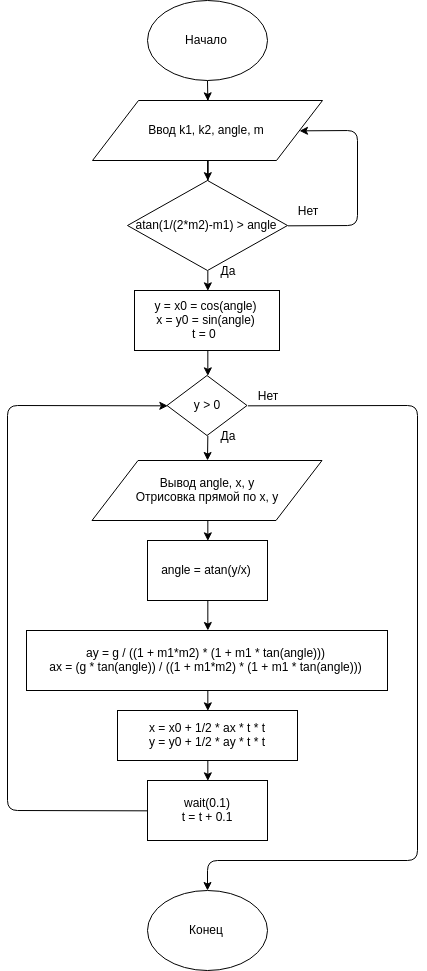 Начало
Ввод k1, k2, angle, m
atan(1/(2*m2)-m1) > angle
Нет
Да
y = x0 = cos(angle)
x = y0 = sin(angle)
t = 0
y > 0
Нет
Да
Вывод angle, x, y
Отрисовка прямой по x, y
angle = atan(y/x)
ay = g / ((1 + m1*m2) * (1 + m1 * tan(angle)))
ax = (g * tan(angle)) / ((1 + m1*m2) * (1 + m1 * tan(angle)))
x = x0 + 1/2 * ax * t * t
y = y0 + 1/2 * ay * t * t
wait(0.1)
t = t + 0.1
Конец